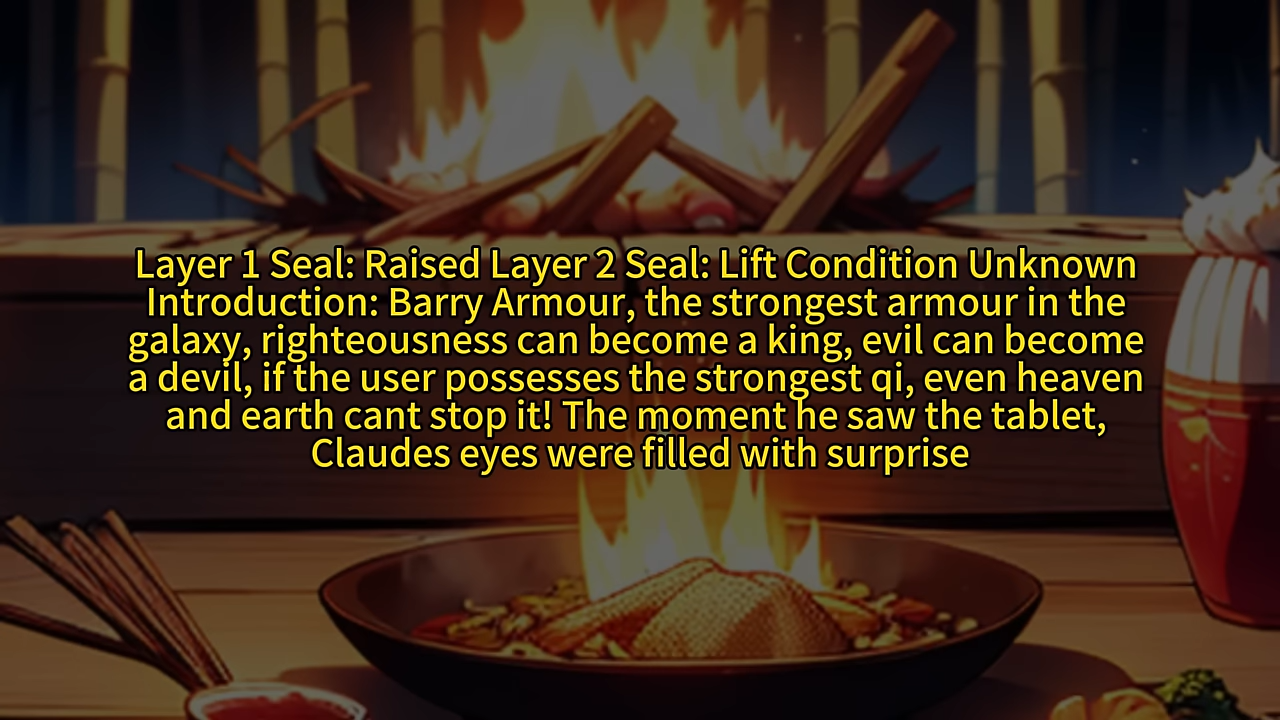 Layer 1 Seal: Raised Layer 2 Seal: Lift Condition Unknown
Introduction: Barry Armour, the strongest armour in the
galaxy, righteousness can become a king, evil can become
a devil, if the user possesses the strongest qi, even heaven
and earth cant stop it! The moment he saw the tablet,
Claudes eyes were filled with surprise